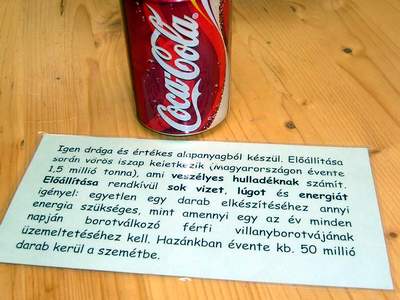 Coca-Cola
Igen drága és értékes alapanyagból készül. Előállítása
során vörös iszap keletkezik (Magyarországon évente
1,5 millió tonna), ami veszélyes hulladéknak számít.
Előállítása rendkívül sok vizet, lúgot és energiát
igényel: egyetlen egy darab elkészítéséhez annyi
energia szükséges, mint amennyi egy az év minden
napján borotválkozó férfi villanyborotvájának
üzemeltetéséhez kell. Hazánkban évente kb. 50 millió
darab kerül a szemétbe.